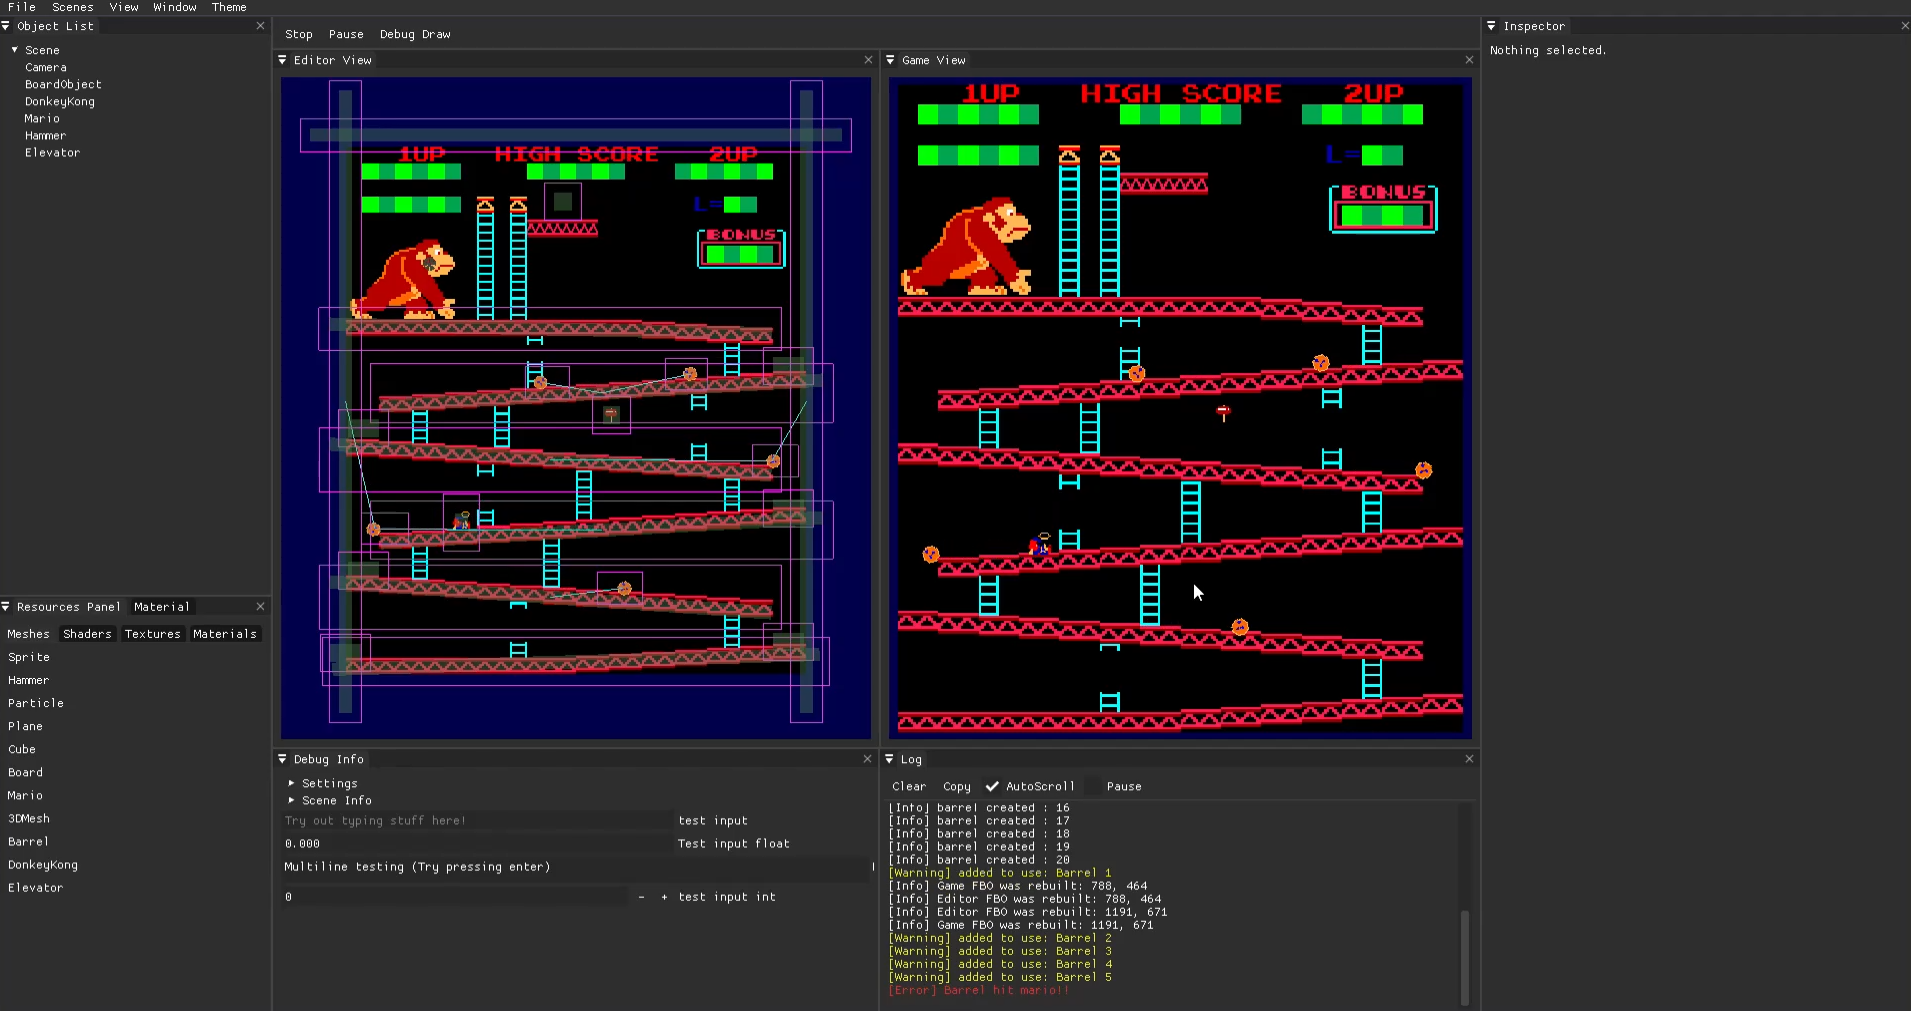 File Scenes View Window Theme
Object List
Scene
Camera
BoardObject
DonkeyKong
Mario
Hammer
Elevator
Stop Pause Debug Draw
Editor View
1UP HIGH SCORE 2UP
L=
BONUS
Game View
1UP HIGH SCORE 2UP
L=
BONUS
Inspector
Nothing selected.
Resources Panel Material
Meshes Shaders Textures Materials
Sprite
Hammer
Particle
Plane
Cube
Board
Mario
3DMesh
Barrel
DonkeyKong
Elevator
Debug Info
Settings
Scene Info
Try out typing stuff here! test input
0.000 Test input float
Multiline testing (Try pressing enter)
0 - + test input int
Log
Clear Copy AutoScroll Pause
[Info] barrel created : 16
[Info] barrel created : 17
[Info] barrel created : 18
[Info] barrel created : 19
[Info] barrel created : 20
[Warning] added to use: Barrel 1
[Info] Game FBO was rebuilt: 788, 464
[Info] Editor FBO was rebuilt: 788, 464
[Info] Editor FBO was rebuilt: 1191, 671
[Info] Game FBO was rebuilt: 1191, 671
[Warning] added to use: Barrel 2
[Warning] added to use: Barrel 3
[Warning] added to use: Barrel 4
[Warning] added to use: Barrel 5
[Error] Barrel hit mario!!